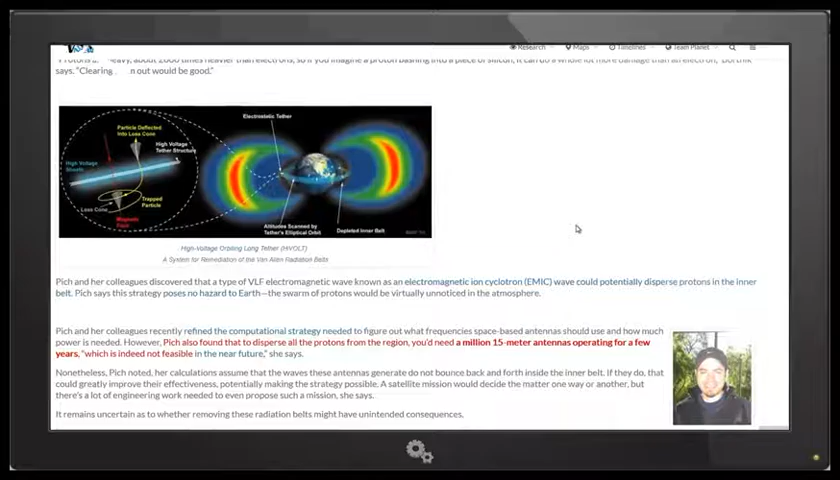 Research Maps Timelines Team Planets
heavy, about 2000 times heavier than electrons, so if you imagine a proton bashing into a piece of silicon, it can do a whole lot more damage than an electron,
says. "Clearing n out would be good."
Electrostatic Tether
Particle Deflected
Into Loss Cone
High Voltage
Tether Structure
High Voltage
Trapped
Particle
Loss Cone
Altitudes Scanned by
Tether's Elliptical Orbit
Depleted Inner Belt
High-Voltage Orbiting Long Tether (HiVOLT)
A System for Remediation of the Van Allen Radiation Belts
Pich and her colleagues discovered that a type of VLF electromagnetic wave known as an electromagnetic ion cyclotron (EMIC) wave could potentially disperse protons in the inner
belt. Pich says this strategy poses no hazard to Earth—the swarm of protons would be virtually unnoticed in the atmosphere.
Pich and her colleagues recently refined the computational strategy needed to figure out what frequencies space-based antennas should use and how much
power is needed. However, Pich also found that to disperse all the protons from the region, you'd need a million 15-meter antennas operating for a few
years, "which is indeed not feasible in the near future," she says.
Nonetheless, Pich noted, her calculations assume that the waves these antennas generate do not bounce back and forth inside the inner belt. If they do, that
could greatly improve their effectiveness, potentially making the strategy possible. A satellite mission would decide the matter one way or another, but
there's a lot of engineering work needed to even propose such a mission, she says.
It remains uncertain as to whether removing these radiation belts might have unintended consequences.